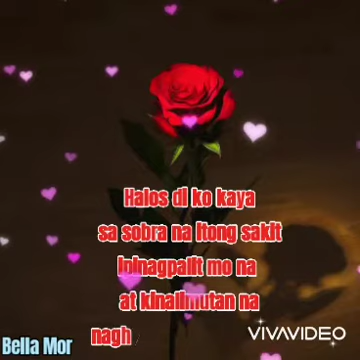 Halos di ko kaya
sa sobra na itong sakit
ipinagpalit mo na
at kinalimutan na
nagh
Bella Mor
VIVAVIDEO